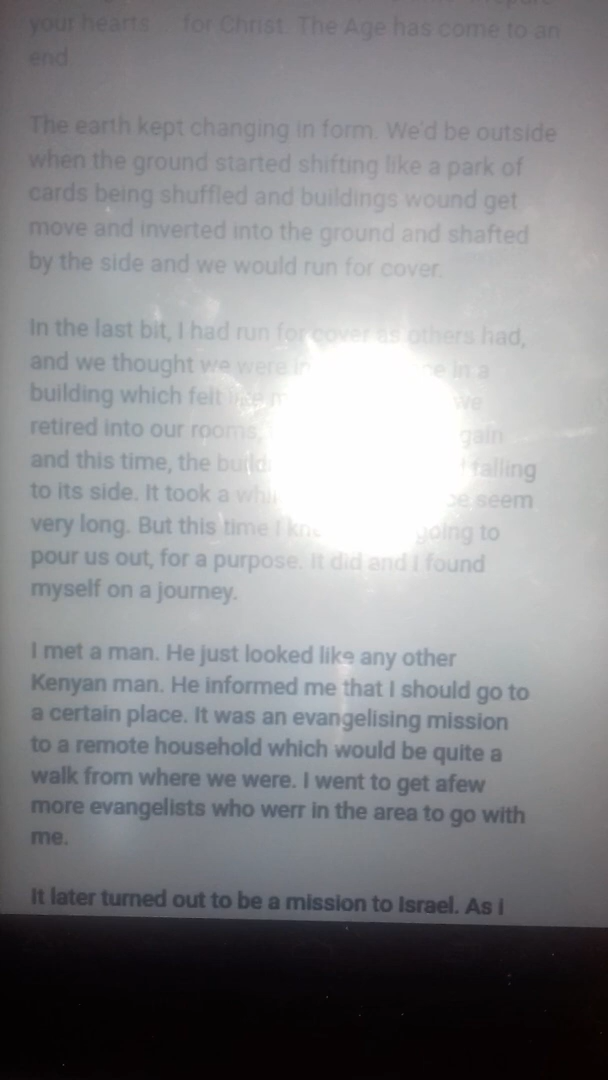 your hearts .. for Christ. The Age has come to an
end
The earth kept changing in form. We'd be outside
when the ground started shifting like a park of
cards being shuffled and buildings wound get
move and inverted into the ground and shafted
by the side and we would run for cover.
In the last bit, I had run for cover as others had,
and we thought we were in a
building which felt we
retired into our rooms, gain
and this time, the falling
to its side. It took a seem
very long. But this time I going to
pour us out, for a purpose. It did and I found
myself on a journey.
I met a man. He just looked like any other
Kenyan man. He informed me that I should go to
a certain place. It was an evangelising mission
to a remote household which would be quite a
walk from where we were. I went to get afew
more evangelists who werr in the area to go with
me.
It later turned out to be a mission to Israel. As I